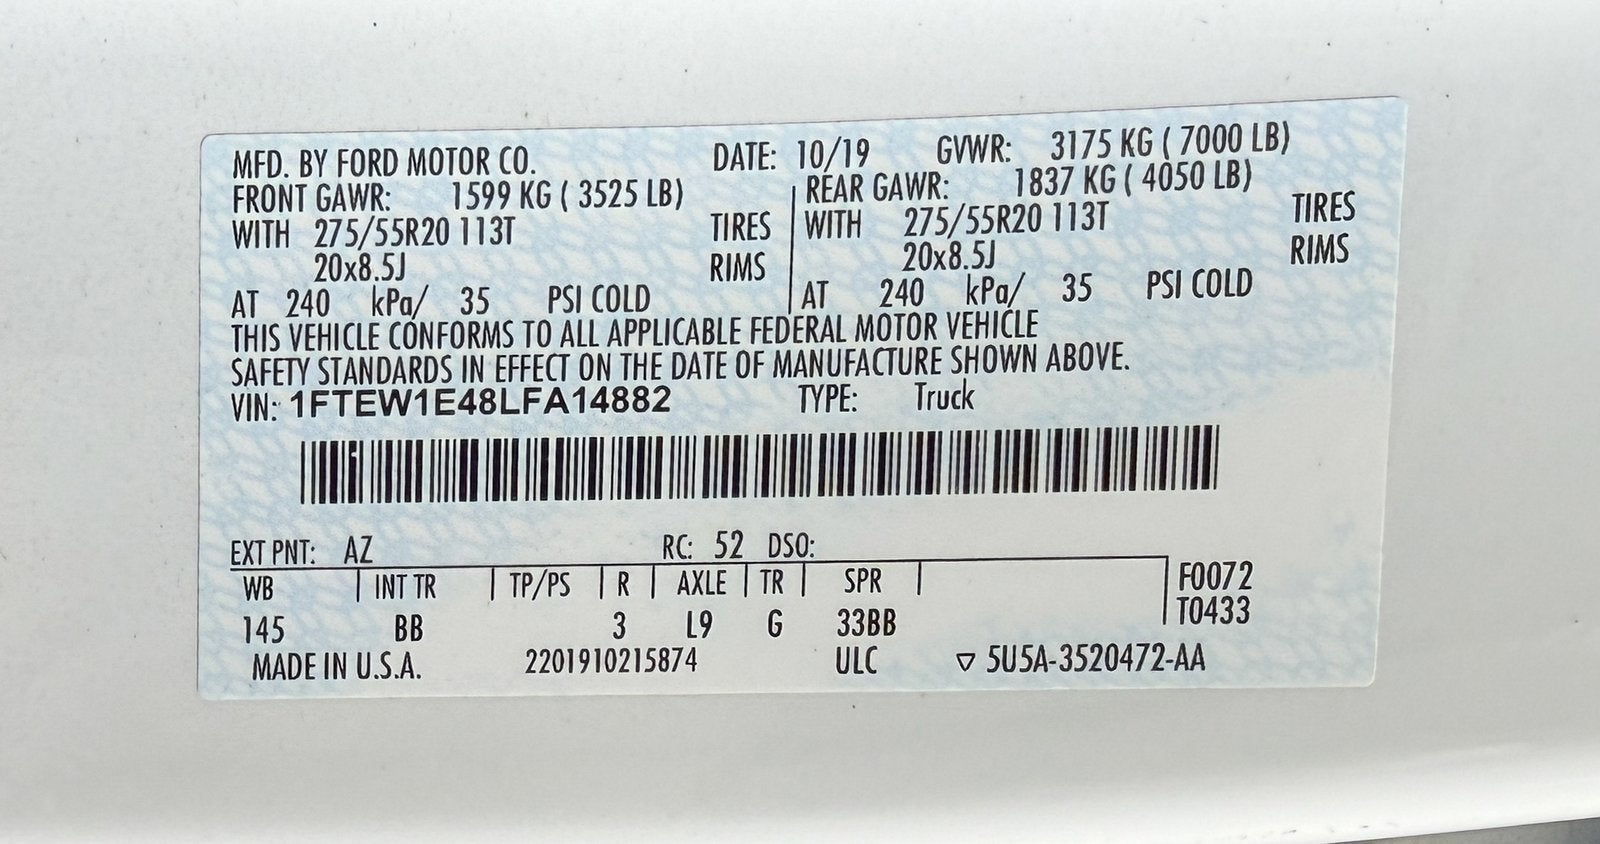 MFD. BY FORD MOTOR CO. DATE: 10/19 GVWR: 3175 KG ( 7000 LB)
FRONT GAWR: 1599 KG ( 3525 LB) REAR GAWR: 1837 KG ( 4050 LB)
WITH 275/55R20 113T TIRES WITH 275/55R20 113T TIRES
20x8.5J RIMS 20x8.5J RIMS
AT 240 kPa/ 35 PSI COLD AT 240 kPa/ 35 PSI COLD
THIS VEHICLE CONFORMS TO ALL APPLICABLE FEDERAL MOTOR VEHICLE
SAFETY STANDARDS IN EFFECT ON THE DATE OF MANUFACTURE SHOWN ABOVE.
VIN: 1FTEW1E48LFA14882 TYPE: Truck
EXT PNT: AZ RC: 52 DSO:
WB INT TR TP/PS R AXLE TR SPR F0072
145 BB 3 L9 G 33BB T0433
MADE IN U.S.A. 2201910215874 ULC ▽ 5U5A-3520472-AA